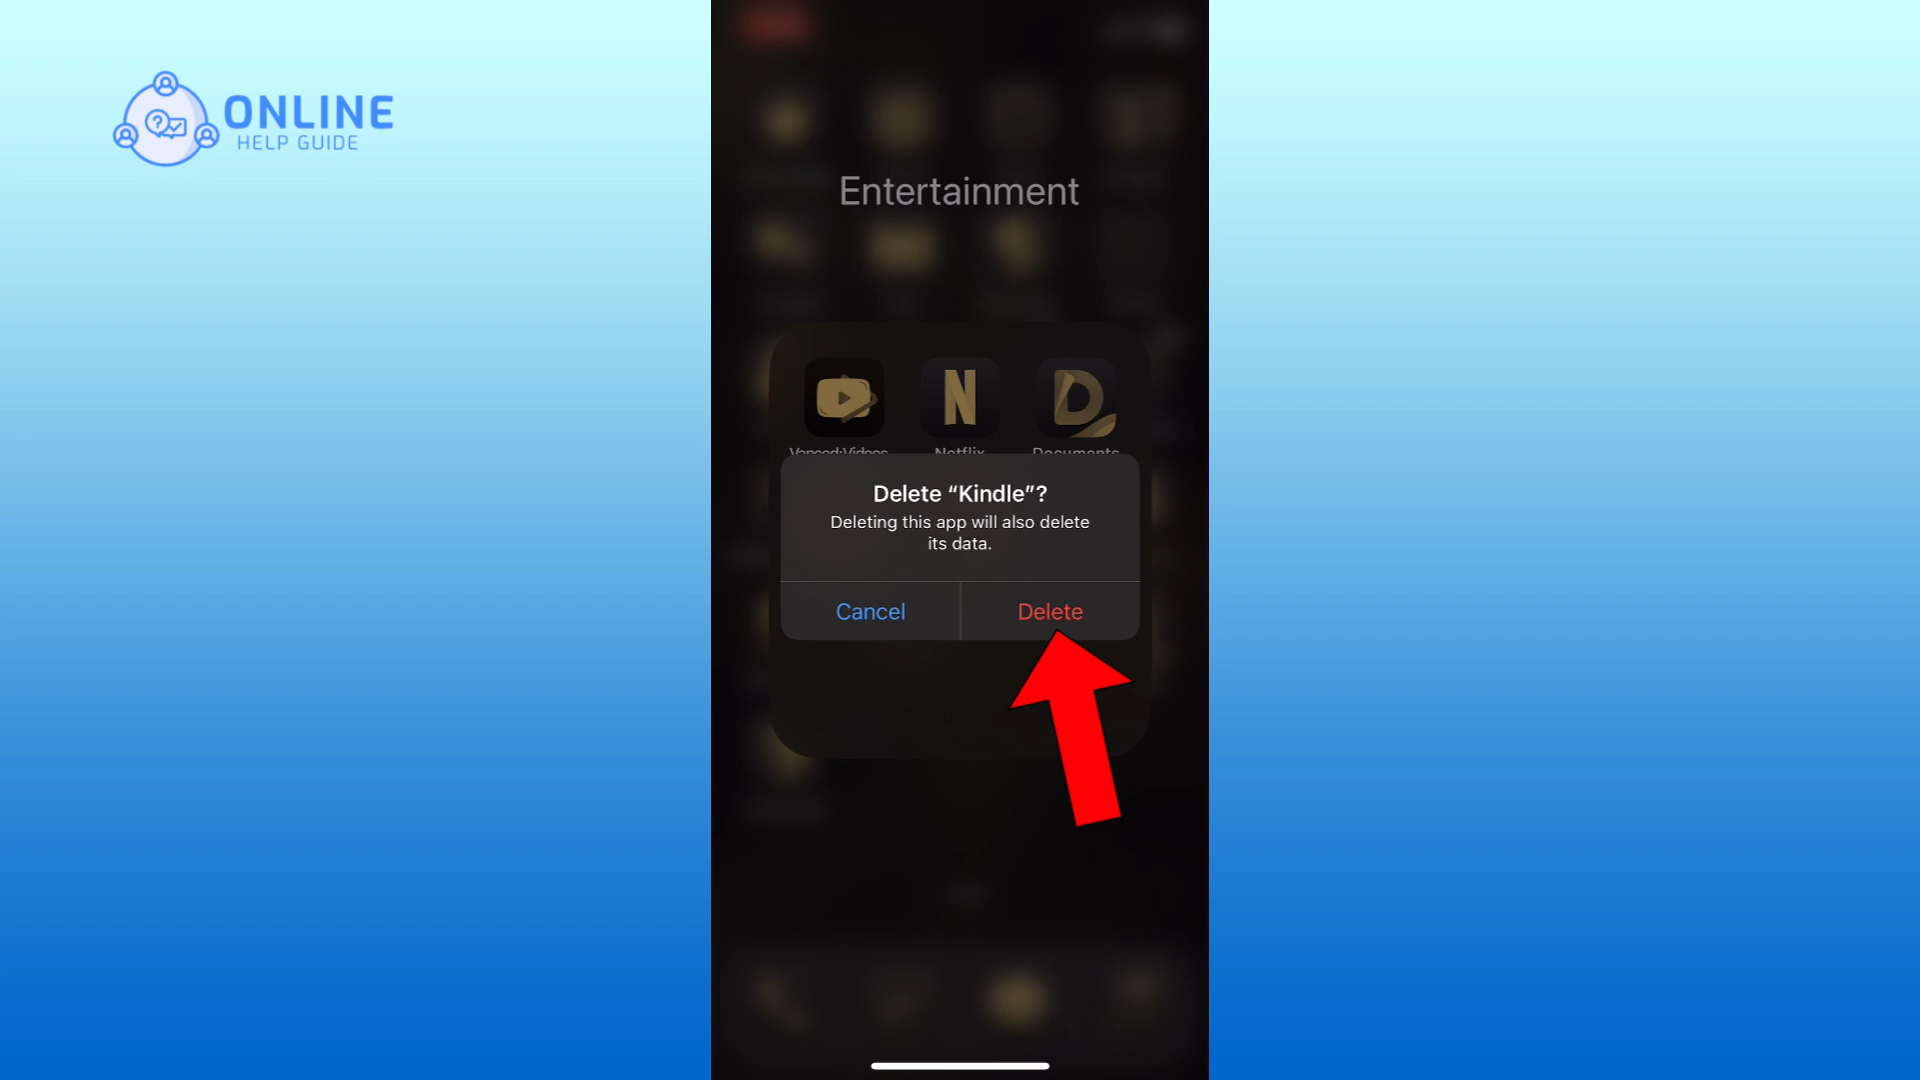 ONLINE
HELP GUIDE
Entertainment
Vanced:Videos
Netflix
Documents
Delete “Kindle”?
Deleting this app will also delete
its data.
Cancel
Delete